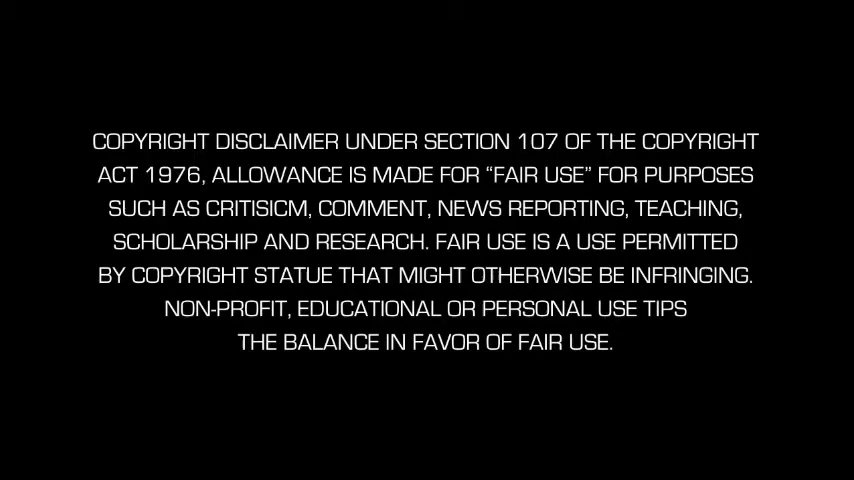 COPYRIGHT DISCLAIMER UNDER SECTION 107 OF THE COPYRIGHT
ACT 1976, ALLOWANCE IS MADE FOR “FAIR USE” FOR PURPOSES
SUCH AS CRITISICM, COMMENT, NEWS REPORTING, TEACHING,
SCHOLARSHIP AND RESEARCH. FAIR USE IS A USE PERMITTED
BY COPYRIGHT STATUE THAT MIGHT OTHERWISE BE INFRINGING.
NON-PROFIT, EDUCATIONAL OR PERSONAL USE TIPS
THE BALANCE IN FAVOR OF FAIR USE.